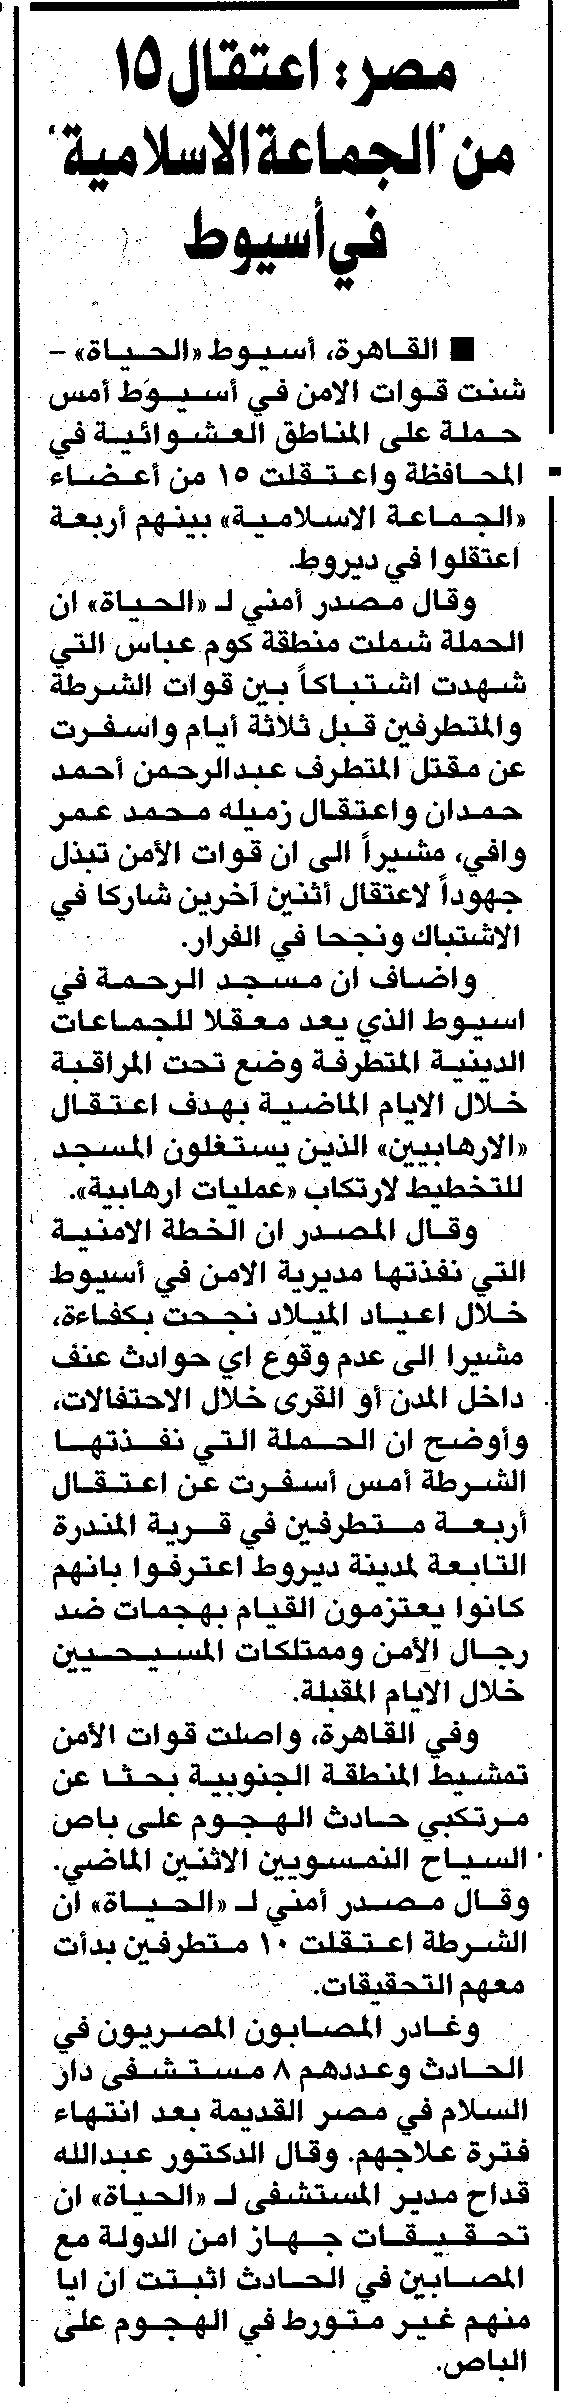 مصر: اعتقال ١٥
من "الجماعة الاسلامية"
في أسيوط
■ القاهرة، أسيوط «الحياة» –
شنت قوات الامن في أسيوط أمس
حملة على المناطق العشوائية في
المحافظة واعتقلت ١٥ من أعضاء
«الجماعة الاسلامية» بينهم أربعة
اعتقلوا في ديروط.
وقال مصدر أمني لـ «الحياة» ان
الحملة شملت منطقة كوم عباس التي
شهدت اشتباكاً بين قوات الشرطة
والمتطرفين قبل ثلاثة أيام واسفرت
عن مقتل المتطرف عبدالرحمن أحمد
حمدان واعتقال زميله محمد عمر
وافي، مشيراً الى ان قوات الأمن تبذل
جهوداً لاعتقال أثنين آخرين شاركا في
الاشتباك ونجحا في الفرار.
واضاف ان مسجد الرحمة في
اسيوط الذي يعد معقلا للجماعات
الدينية المتطرفة وضع تحت المراقبة
خلال الايام الماضية بهدف اعتقال
«الارهابيين» الذين يستغلون المسجد
للتخطيط لارتكاب «عمليات ارهابية».
وقال المصدر ان الخطة الامنية
التي نفذتها مديرية الامن في أسيوط
خلال اعياد الميلاد نجحت بكفاءة،
مشيرا الى عدم وقوع اي حوادث عنف
داخل المدن أو القرى خلال الاحتفالات،
وأوضح ان الحملة التي نفذتها
الشرطة أمس أسفرت عن اعتقال
أربعة متطرفين في قرية المندرة
التابعة لمدينة ديروط اعترفوا بانهم
كانوا يعتزمون القيام بهجمات ضد
رجال الأمن وممتلكات المسيحيين
خلال الايام المقبلة.
وفي القاهرة، واصلت قوات الأمن
تمشيط المنطقة الجنوبية بحثا عن
مرتكبي حادث الهجوم على باص
السياح النمسويين الاثنين الماضي.
وقال مصدر أمني لـ «الحياة» ان
الشرطة اعتقلت ١٠ متطرفين بدأت
معهم التحقيقات.
وغادر المصابون المصريون في
الحادث وعددهم ٨ مستشفى دار
السلام في مصر القديمة بعد انتهاء
فترة علاجهم. وقال الدكتور عبدالله
قداح مدير المستشفى لـ «الحياة» ان
تحقيقات جهاز امن الدولة مع
المصابين في الحادث اثبتت ان ايا
منهم غير متورط في الهجوم على
الباص.